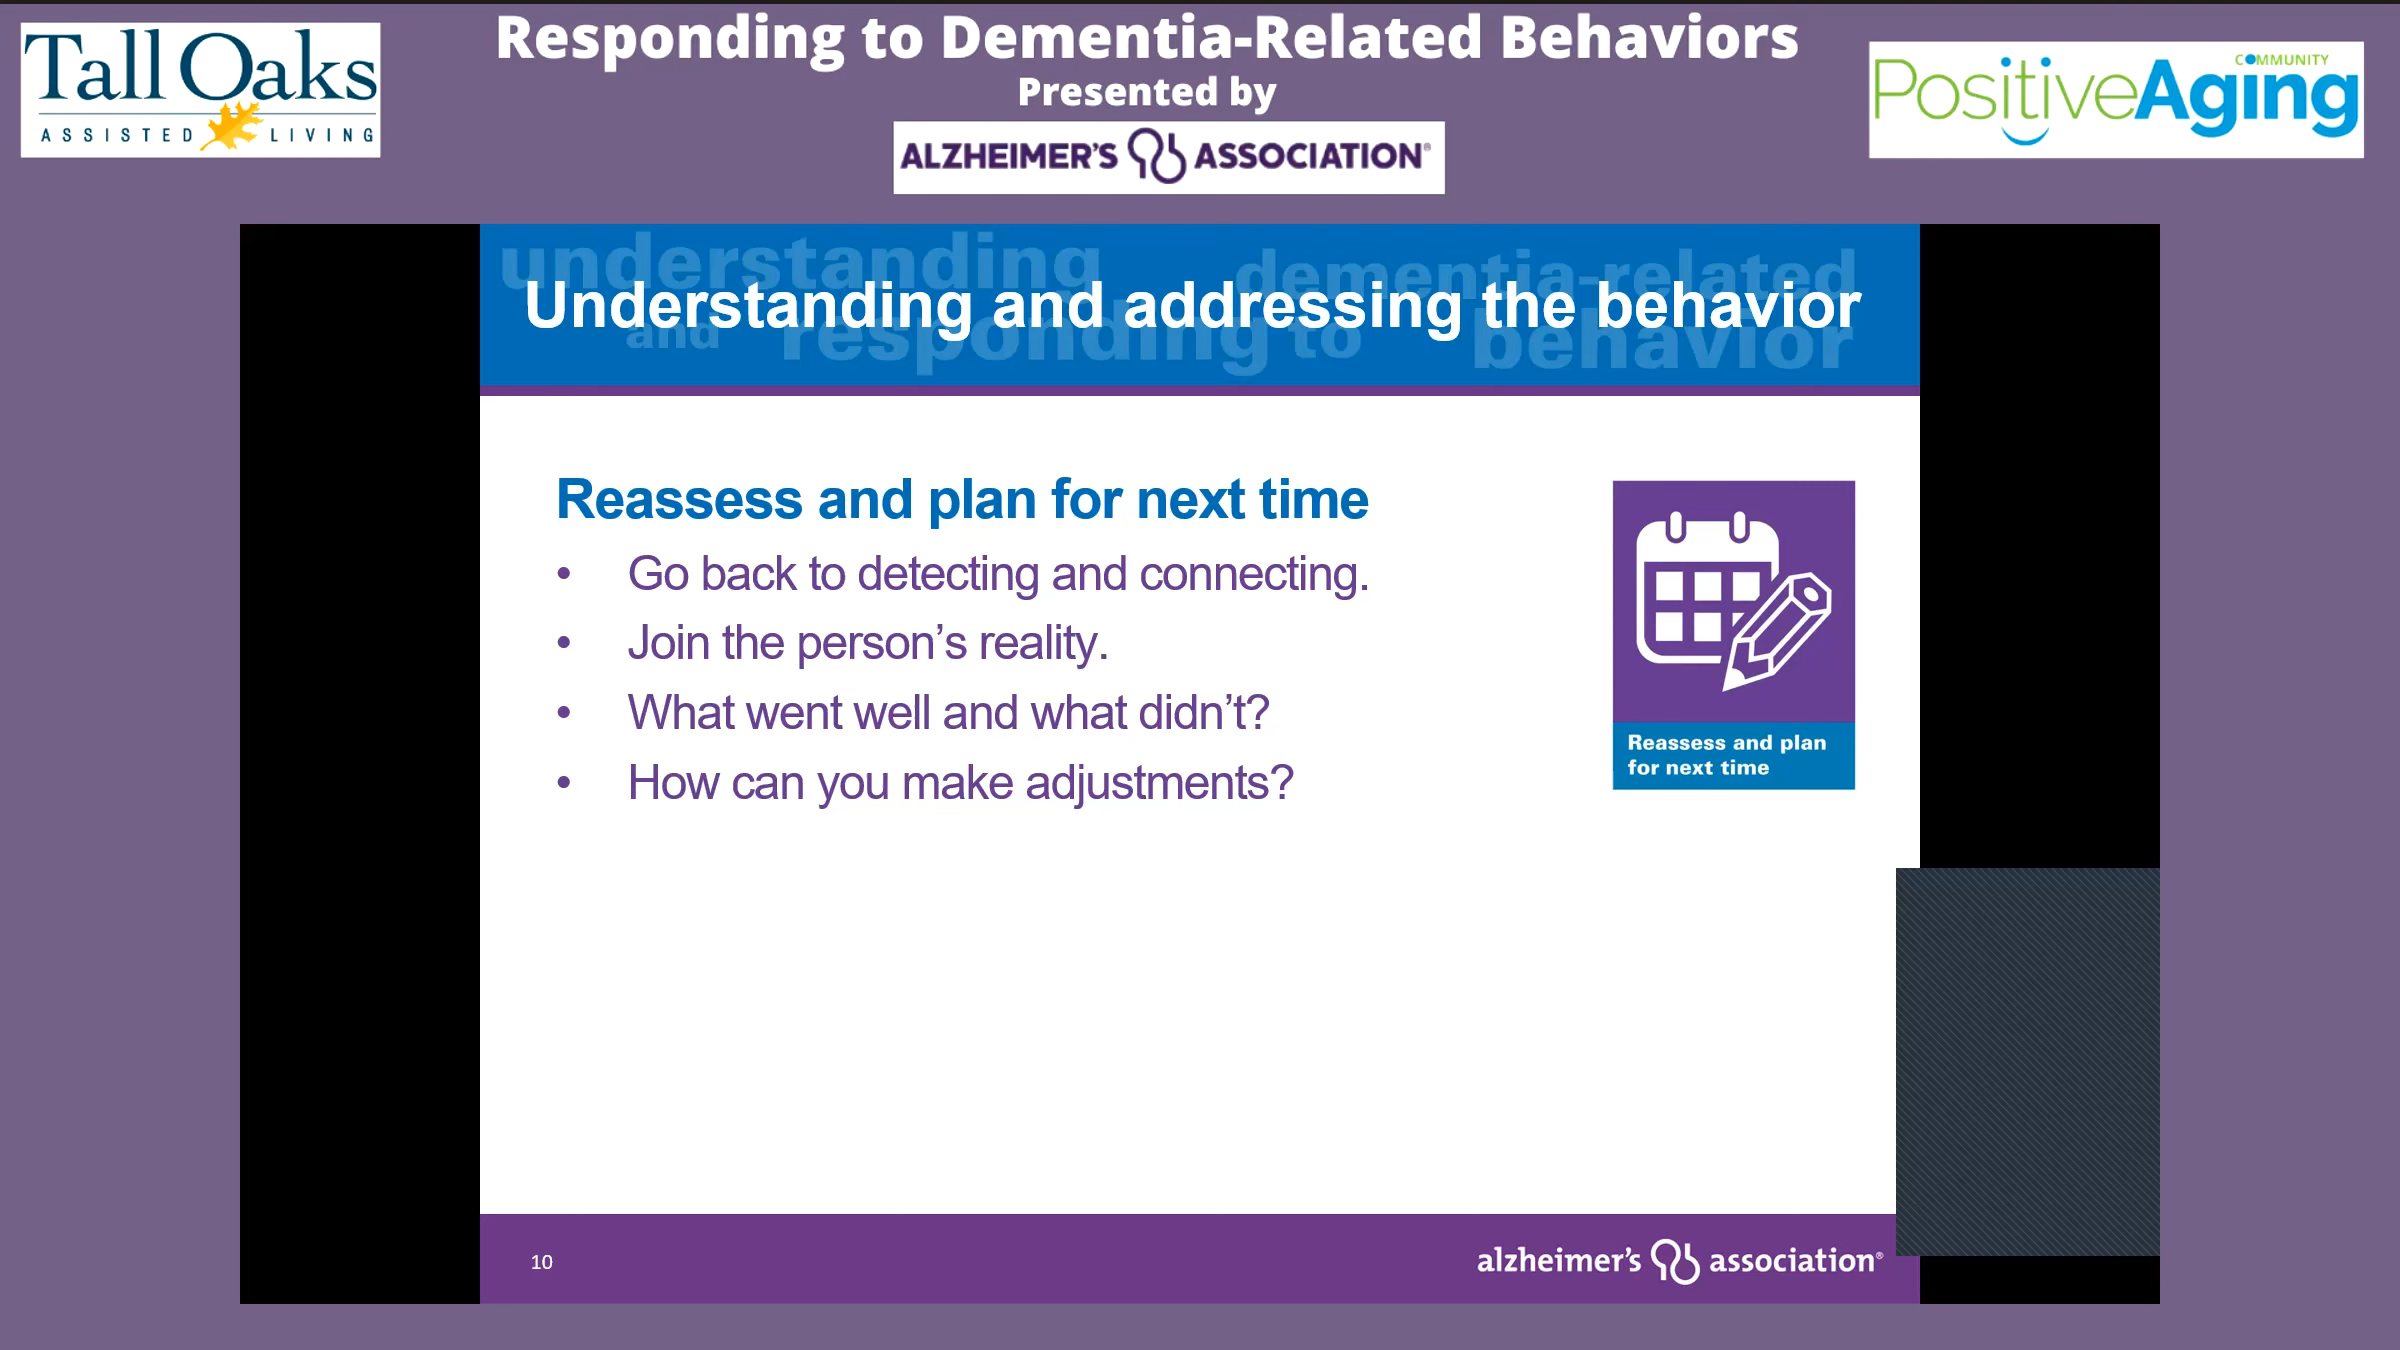 Tall Oaks
ASSISTED LIVING
Responding to Dementia-Related Behaviors
Presented by
ALZHEIMER'S ASSOCIATION®
COMMUNITY
PositiveAging
understanding dementia-related
and responding to behavior
Understanding and addressing the behavior
Reassess and plan for next time
• Go back to detecting and connecting.
• Join the person’s reality.
• What went well and what didn’t?
• How can you make adjustments?
Reassess and plan
for next time
10
alzheimer's association®